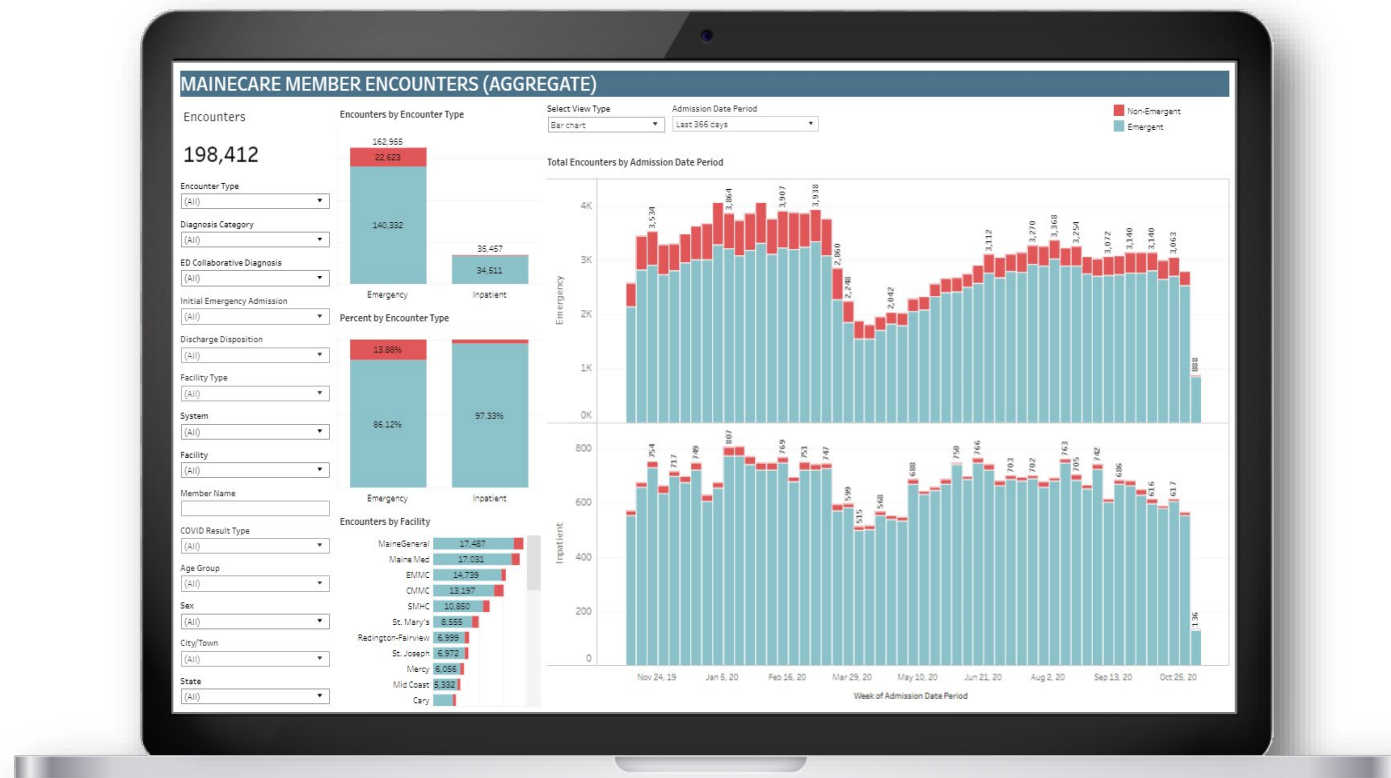 MAINECARE MEMBER ENCOUNTERS (AGGREGATE)
Encounters
198,412
Encounter Type
(All)
Diagnosis Category
(All)
ED Collaborative Diagnosis
(All)
Initial Emergency Admission
(All)
Discharge Disposition
(All)
Facility Type
(All)
System
(All)
Facility
(All)
Member Name
COVID Result Type
(All)
Age Group
(All)
Sex
(All)
City/Town
(All)
State
(All)
Encounters by Encounter Type
162,955
22,623
140,332
35,457
34,511
Emergency Inpatient
Percent by Encounter Type
13.88%
86.12%
97.33%
Emergency Inpatient
Encounters by Facility
MaineGeneral 17,487
Maine Med 17,031
EMMC 14,739
CMMC 13,197
SMHC 10,860
St. Mary's 8,555
Redington-Fairview 6,999
St. Joseph 6,972
Mercy 6,056
Mid Coast 5,332
Cary
Select View Type
Bar chart
Admission Date Period
Last 366 days
Non-Emergent
Emergent
Total Encounters by Admission Date Period
Emergency
4K
3K
2K
1K
0K
3,534 3,864 3,907 3,938 2,860 2,248 2,042 3,112 3,270 3,368 3,254 3,072 3,140 3,140 3,063 888
Inpatient
800
600
400
200
0
754 717 749 807 769 751 747 599 515 568 688 750 766 703 702 763 705 742 686 616 617 136
Nov 24, 19 Jan 5, 20 Feb 16, 20 Mar 29, 20 May 10, 20 Jun 21, 20 Aug 2, 20 Sep 13, 20 Oct 25, 20
Week of Admission Date Period